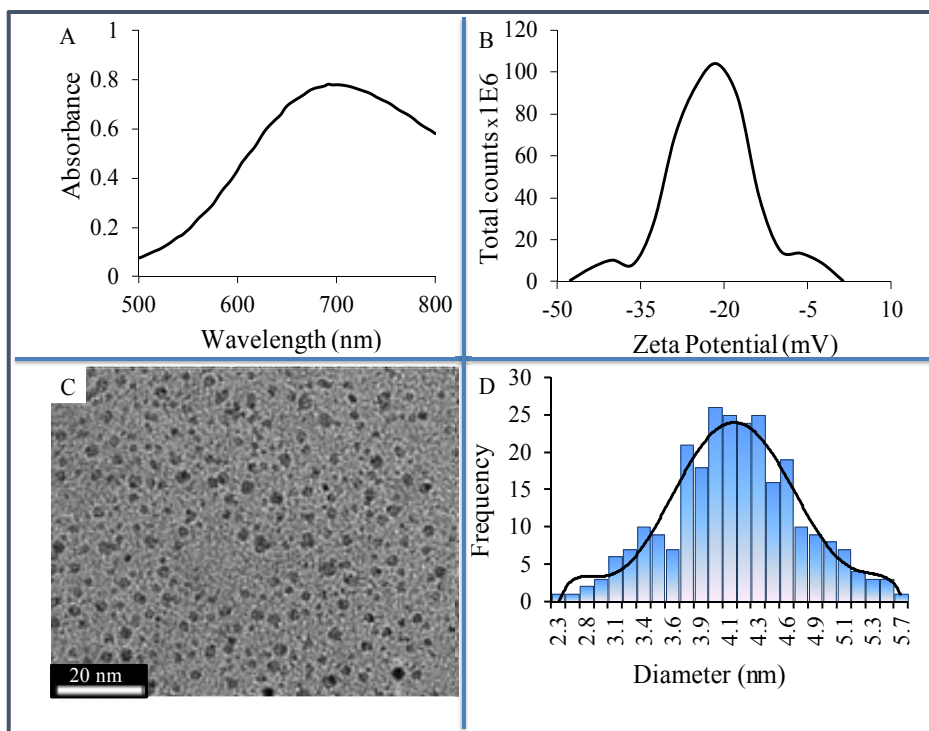 A
1
0.8
0.6
0.4
0.2
0
Absorbance
500 600 700 800
Wavelength (nm)
B
120
100
80
60
40
20
0
Total counts x 1E6
-50 -35 -20 -5 10
Zeta Potential (mV)
C
20 nm
D
30
25
20
15
10
5
0
Frequency
2.3 2.8 3.1 3.4 3.6 3.9 4.1 4.3 4.6 4.9 5.1 5.3 5.7
Diameter (nm)